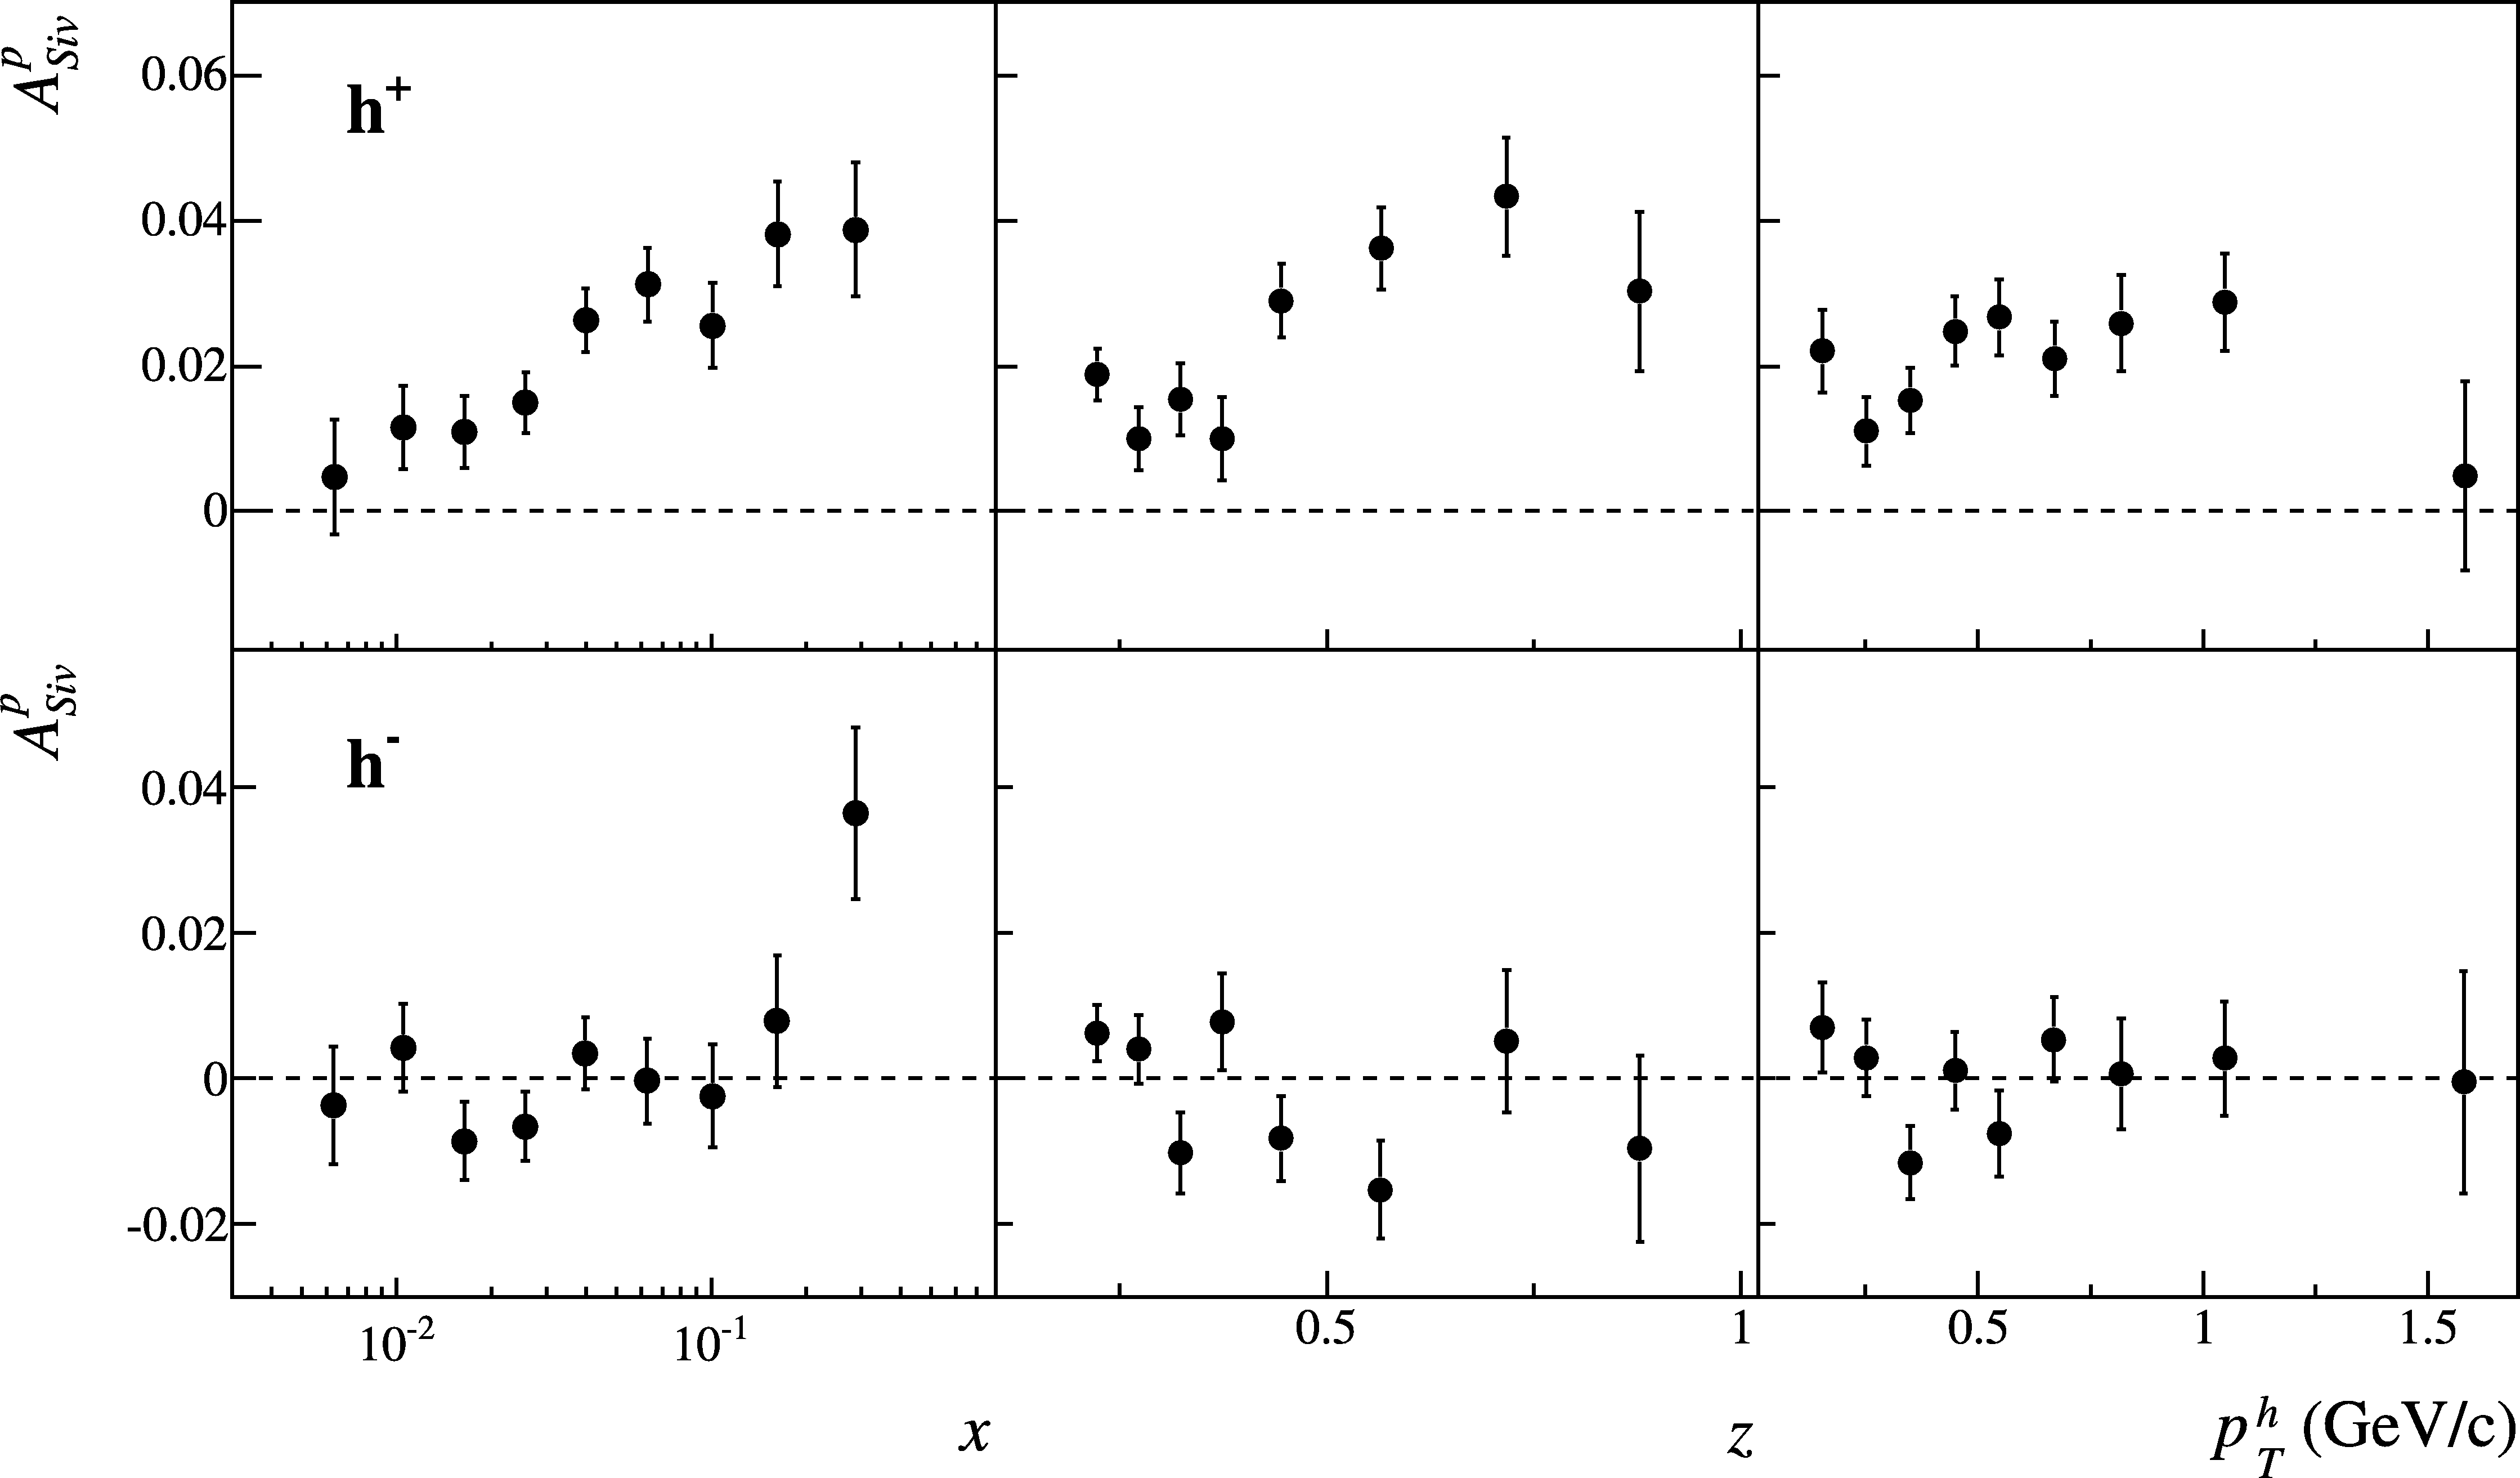 A^p_Siv
0.06
h⁺
0.04
0.02
0
A^p_Siv
h⁻
0.04
0.02
0
-0.02
10⁻² 10⁻¹ 0.5 1 0.5 1 1.5
x z p^h_T (GeV/c)